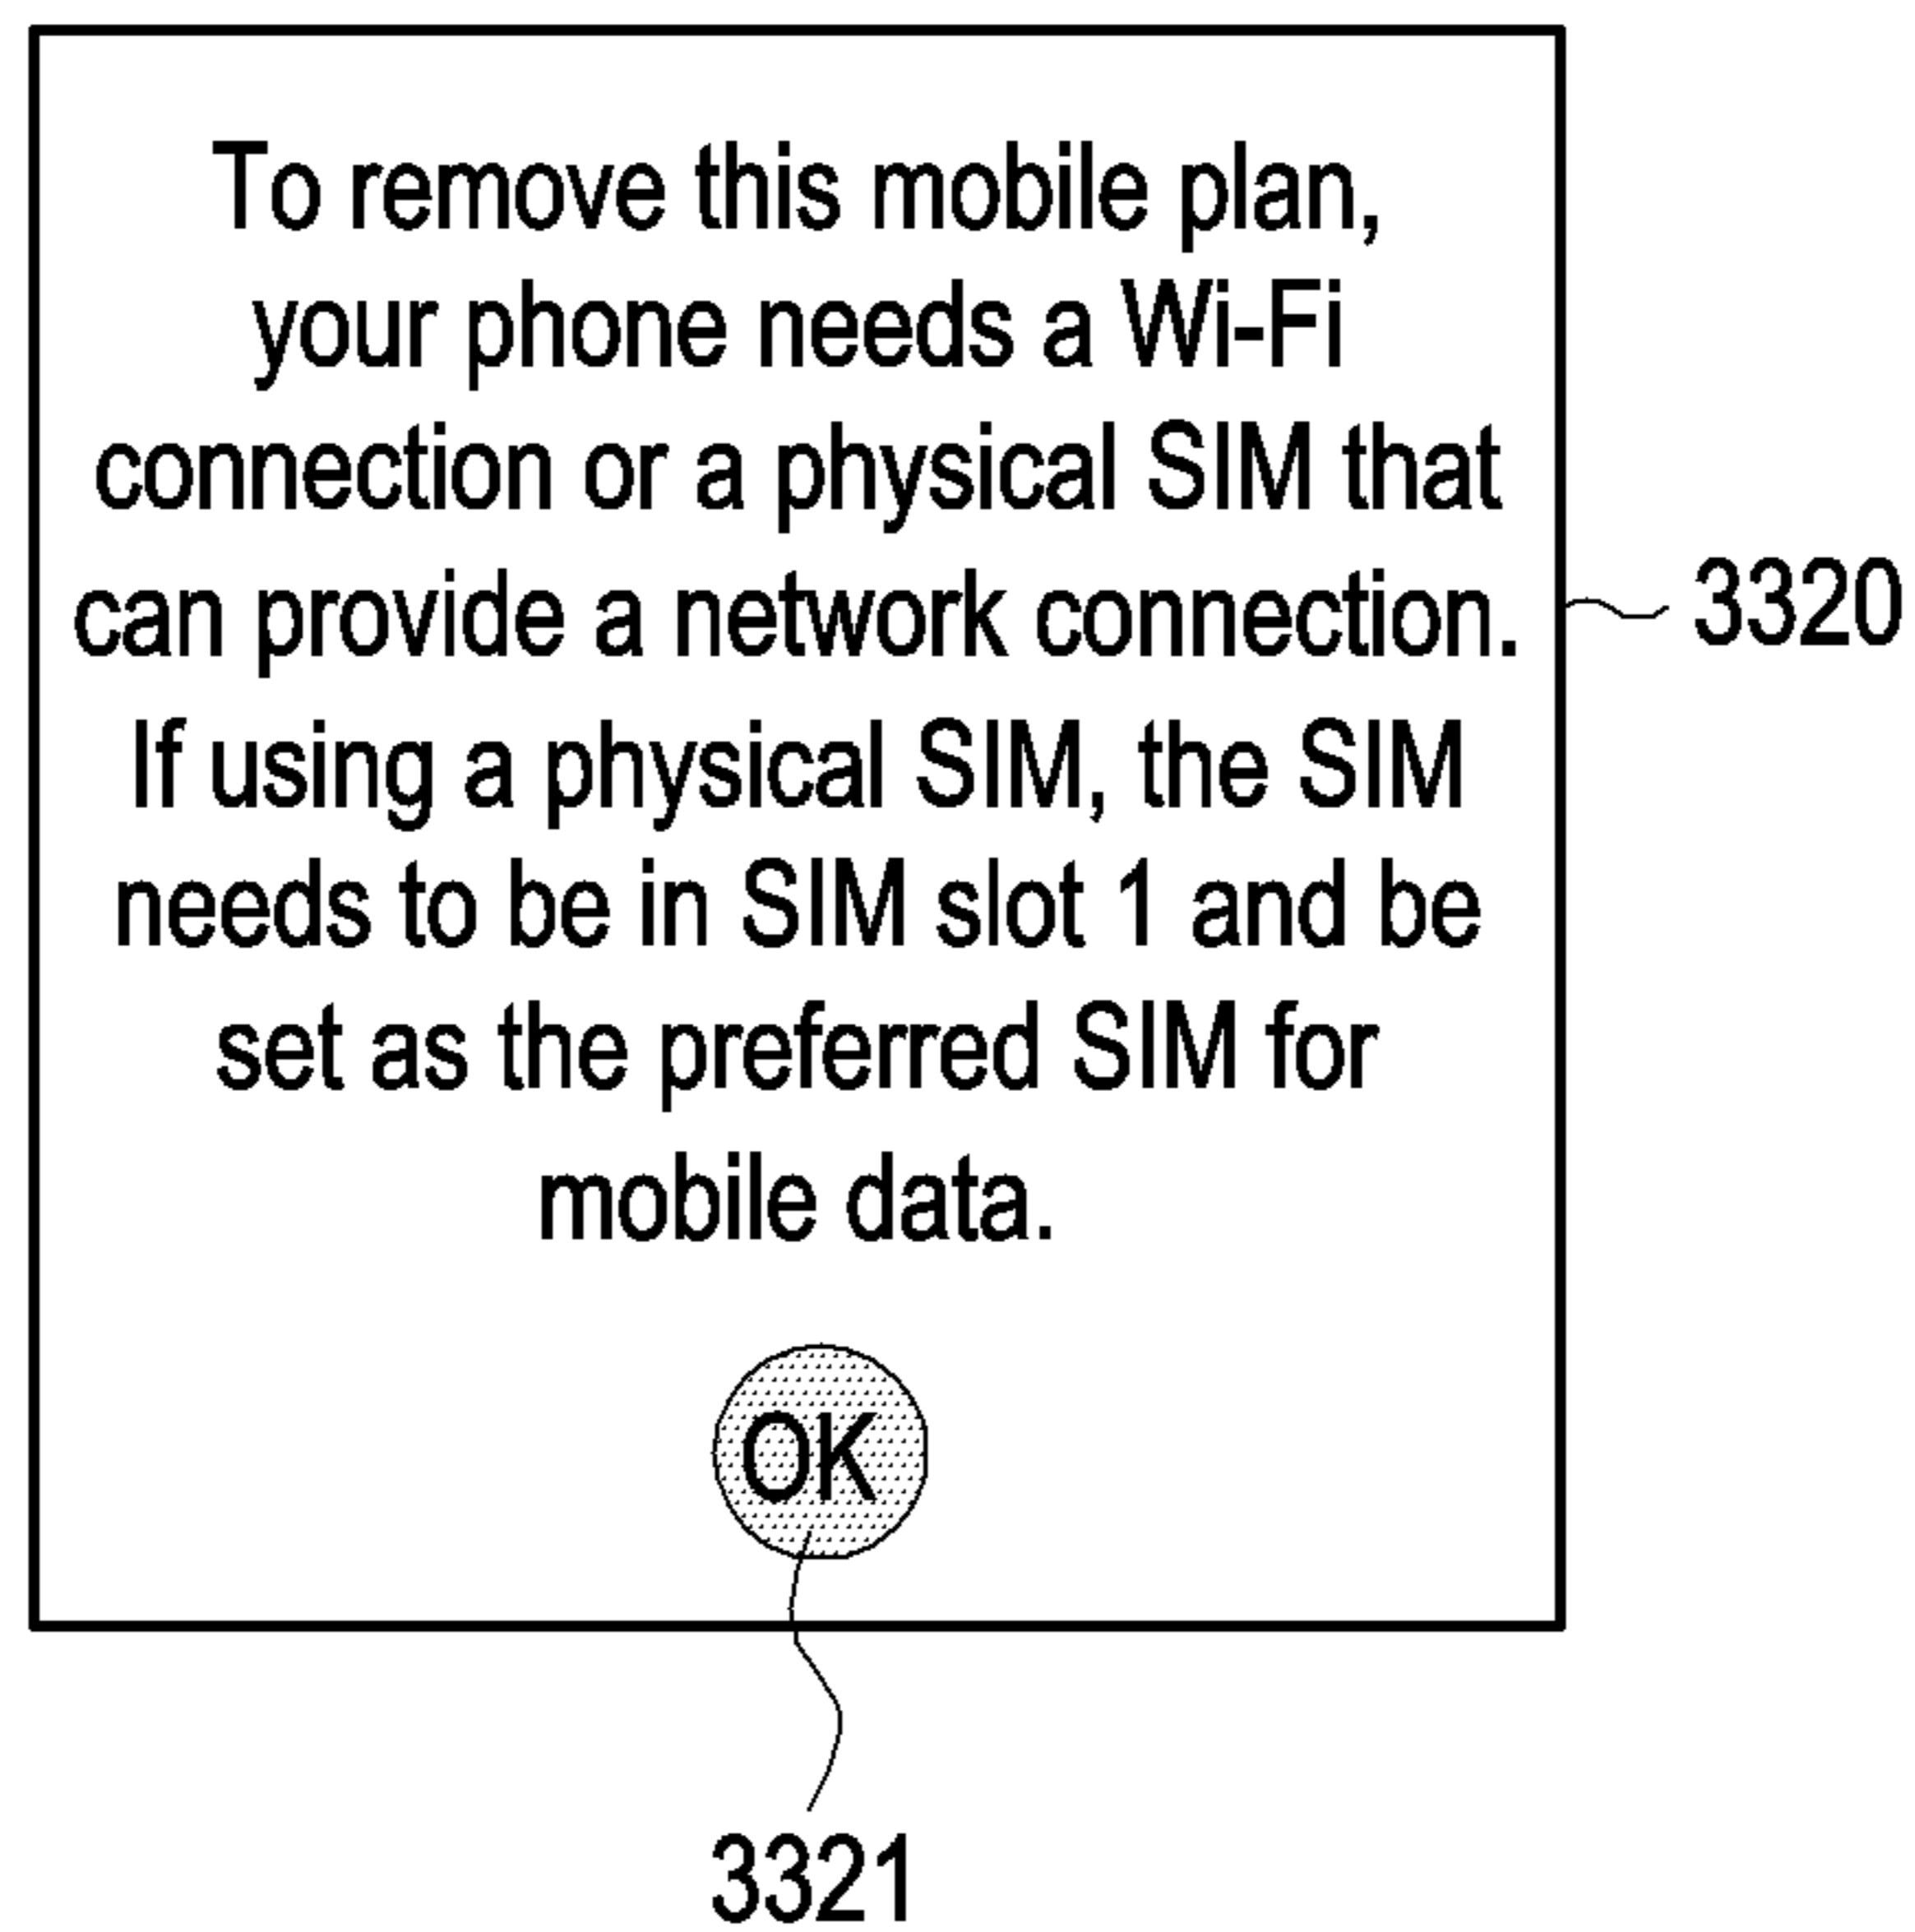 To remove this mobile plan,
your phone needs a Wi-Fi
connection or a physical SIM that
can provide a network connection.
If using a physical SIM, the SIM
needs to be in SIM slot 1 and be
set as the preferred SIM for
mobile data.
OK
3320
3321